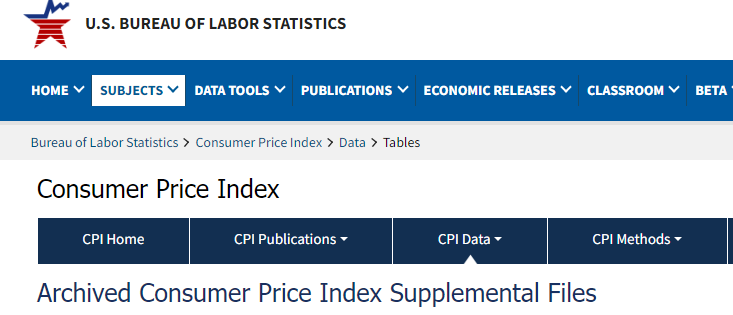 U.S. BUREAU OF LABOR STATISTICS
HOME SUBJECTS DATA TOOLS PUBLICATIONS ECONOMIC RELEASES CLASSROOM BETA
Bureau of Labor Statistics > Consumer Price Index > Data > Tables
Consumer Price Index
CPI Home CPI Publications CPI Data CPI Methods
Archived Consumer Price Index Supplemental Files